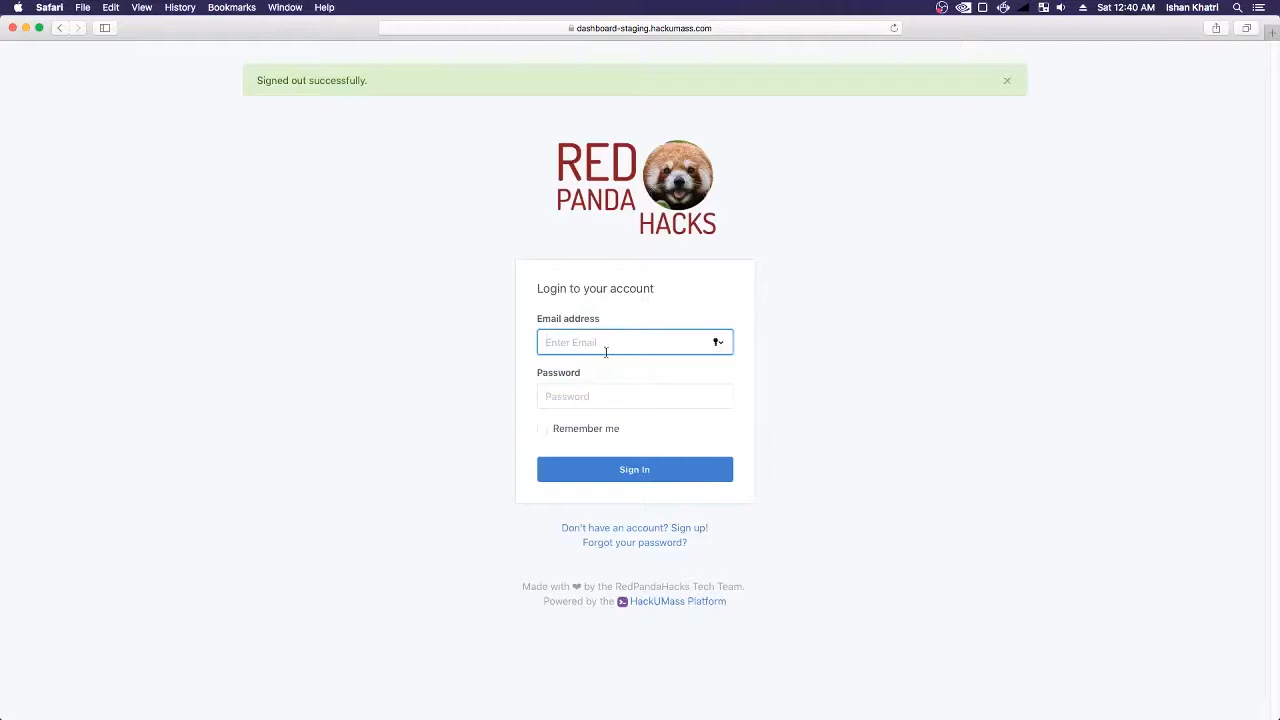 Safari File Edit View History Bookmarks Window Help Sat 12:40 AM Ishan Khatri
dashboard-staging.hackumass.com
Signed out successfully.
RED
PANDA
HACKS
Login to your account
Email address
Enter Email
Password
Password
Remember me
Sign In
Don't have an account? Sign up!
Forgot your password?
Made with ❤ by the RedPandaHacks Tech Team.
Powered by the HackUMass Platform